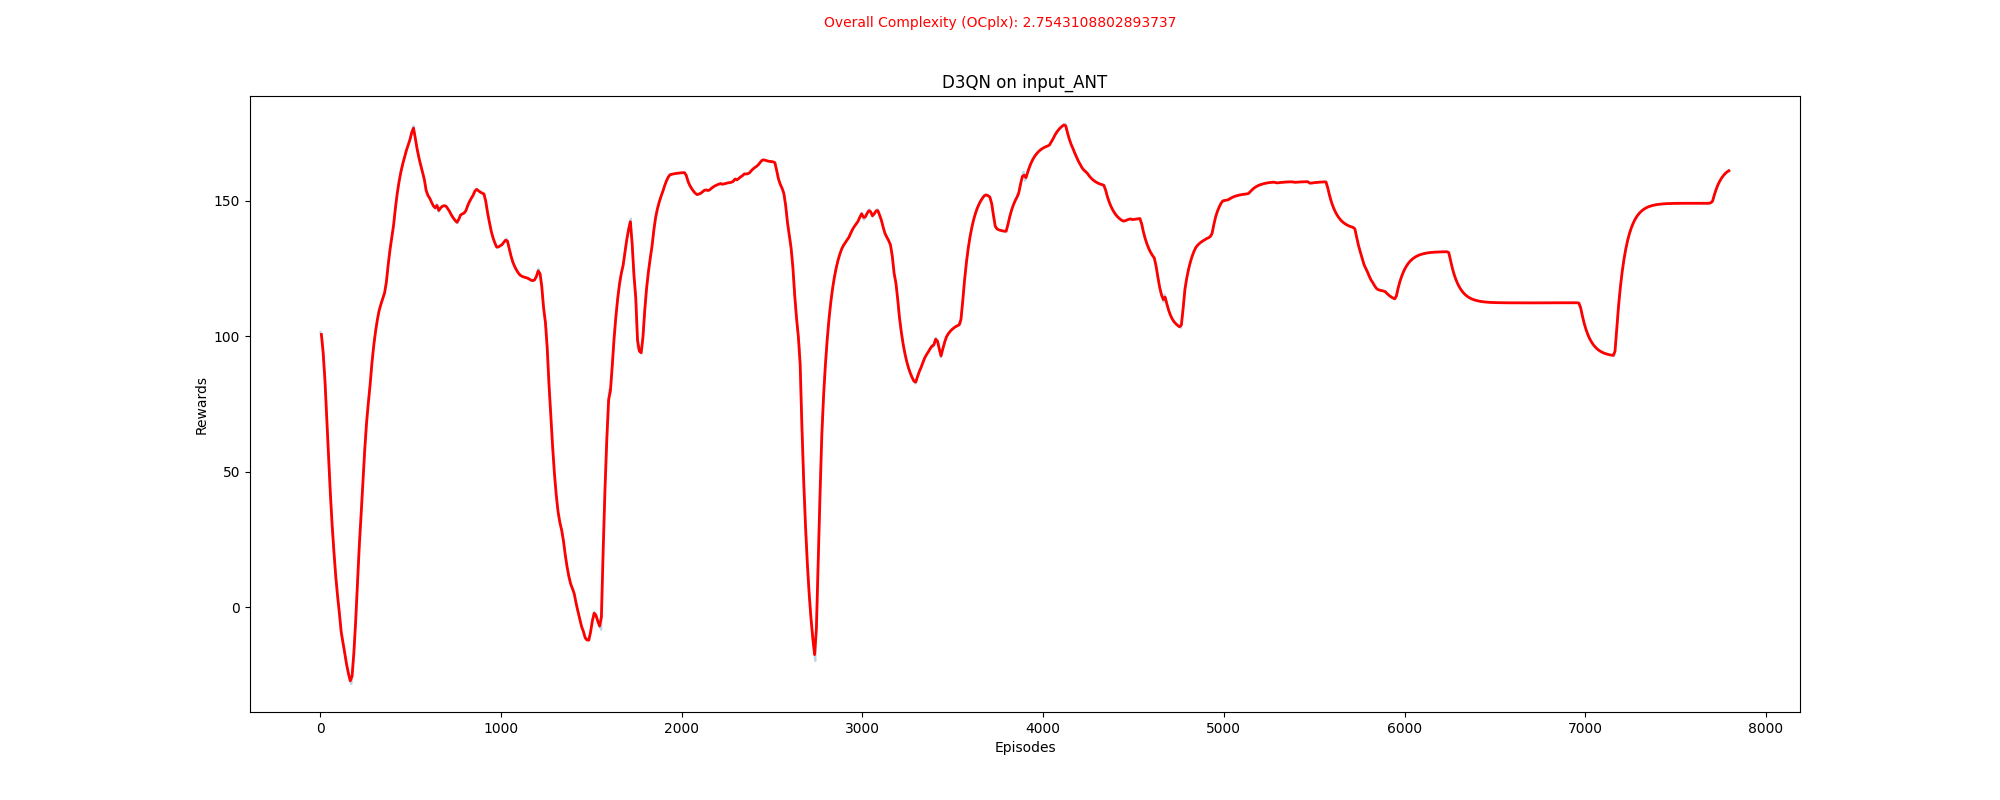 Overall Complexity (OCplx): 2.7543108802893737
D3QN on input_ANT
150
100
50
0
Rewards
0 1000 2000 3000 4000 5000 6000 7000 8000
Episodes